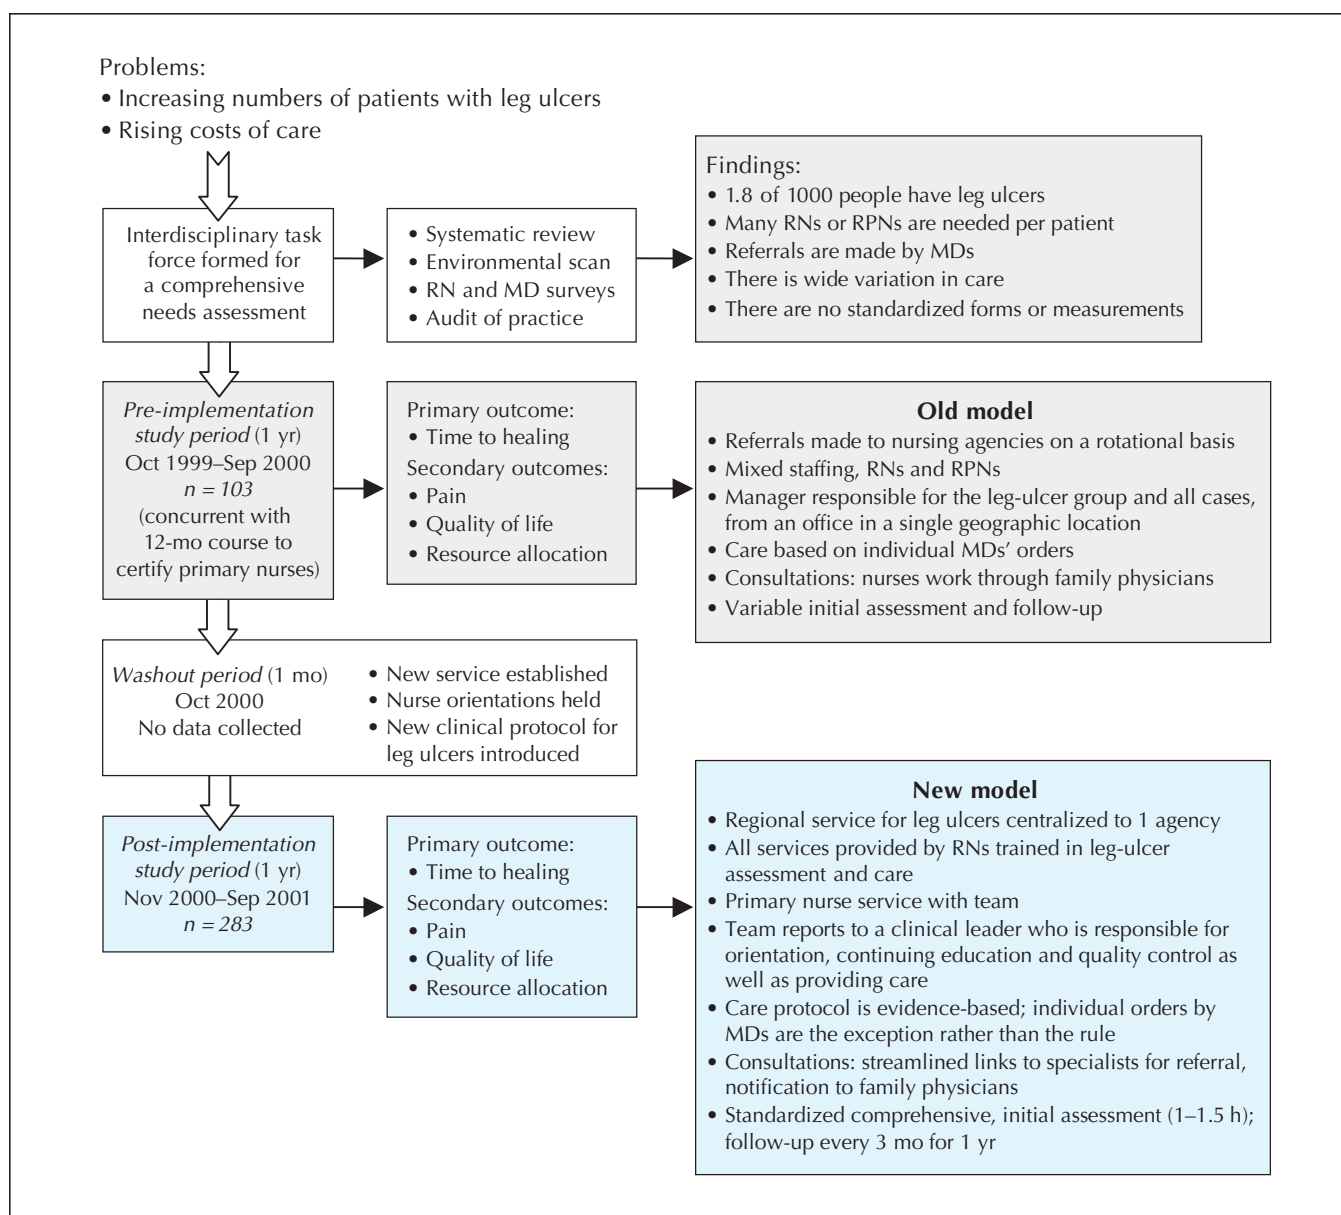 Problems:
• Increasing numbers of patients with leg ulcers
• Rising costs of care
Interdisciplinary task
force formed for
a comprehensive
needs assessment
• Systematic review
• Environmental scan
• RN and MD surveys
• Audit of practice
Findings:
• 1.8 of 1000 people have leg ulcers
• Many RNs or RPNs are needed per patient
• Referrals are made by MDs
• There is wide variation in care
• There are no standardized forms or measurements
Pre-implementation
study period (1 yr)
Oct 1999–Sep 2000
n = 103
(concurrent with
12-mo course to
certify primary nurses)
Primary outcome:
• Time to healing
Secondary outcomes:
• Pain
• Quality of life
• Resource allocation
Old model
• Referrals made to nursing agencies on a rotational basis
• Mixed staffing, RNs and RPNs
• Manager responsible for the leg-ulcer group and all cases,
from an office in a single geographic location
• Care based on individual MDs' orders
• Consultations: nurses work through family physicians
• Variable initial assessment and follow-up
Washout period (1 mo)
Oct 2000
No data collected
• New service established
• Nurse orientations held
• New clinical protocol for
leg ulcers introduced
Post-implementation
study period (1 yr)
Nov 2000–Sep 2001
n = 283
Primary outcome:
• Time to healing
Secondary outcomes:
• Pain
• Quality of life
• Resource allocation
New model
• Regional service for leg ulcers centralized to 1 agency
• All services provided by RNs trained in leg-ulcer
assessment and care
• Primary nurse service with team
• Team reports to a clinical leader who is responsible for
orientation, continuing education and quality control as
well as providing care
• Care protocol is evidence-based; individual orders by
MDs are the exception rather than the rule
• Consultations: streamlined links to specialists for referral,
notification to family physicians
• Standardized comprehensive, initial assessment (1–1.5 h);
follow-up every 3 mo for 1 yr